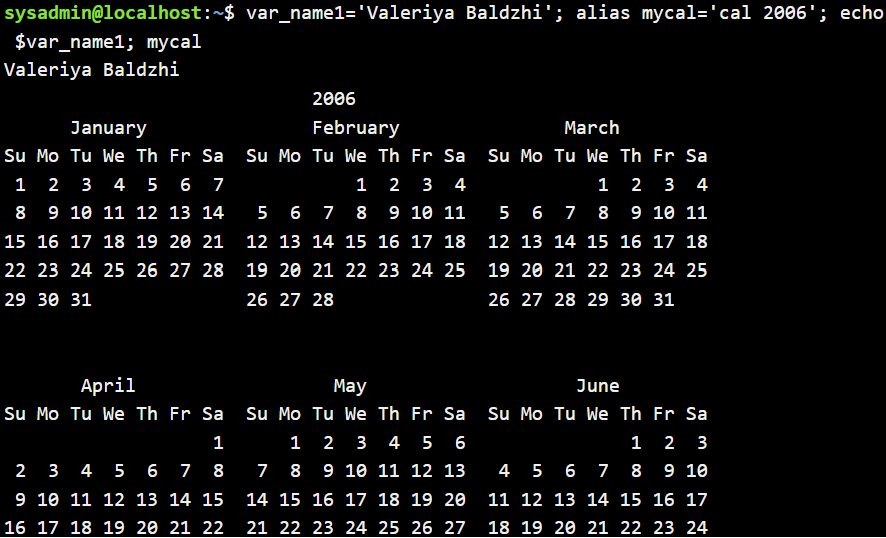 sysadmin@localhost:~$ var_name1='Valeriya Baldzhi'; alias mycal='cal 2006'; echo
 $var_name1; mycal
Valeriya Baldzhi
                            2006
      January               February               March
Su Mo Tu We Th Fr Sa  Su Mo Tu We Th Fr Sa  Su Mo Tu We Th Fr Sa
 1  2  3  4  5  6  7            1  2  3  4            1  2  3  4
 8  9 10 11 12 13 14   5  6  7  8  9 10 11   5  6  7  8  9 10 11
15 16 17 18 19 20 21  12 13 14 15 16 17 18  12 13 14 15 16 17 18
22 23 24 25 26 27 28  19 20 21 22 23 24 25  19 20 21 22 23 24 25
29 30 31              26 27 28              26 27 28 29 30 31
       April                  May                   June
Su Mo Tu We Th Fr Sa  Su Mo Tu We Th Fr Sa  Su Mo Tu We Th Fr Sa
                   1      1  2  3  4  5  6               1  2  3
 2  3  4  5  6  7  8   7  8  9 10 11 12 13   4  5  6  7  8  9 10
 9 10 11 12 13 14 15  14 15 16 17 18 19 20  11 12 13 14 15 16 17
16 17 18 19 20 21 22  21 22 23 24 25 26 27  18 19 20 21 22 23 24